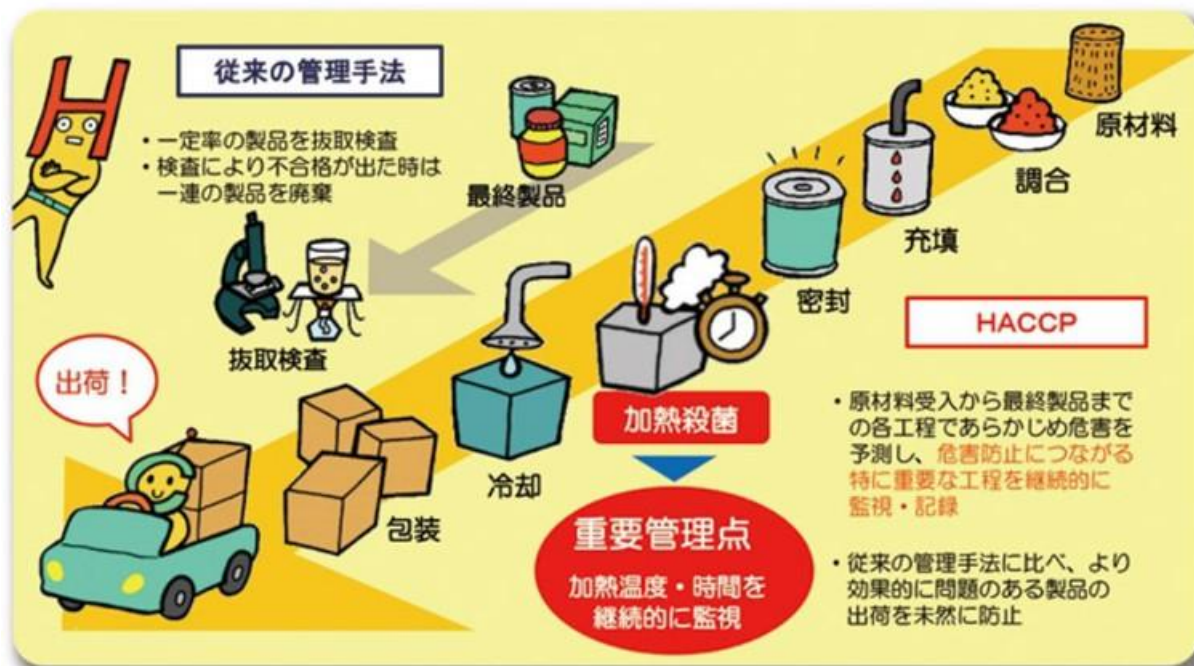 従来の管理手法
・一定率の製品を抜取検査
・検査により不合格が出た時は
一連の製品を廃棄
最終製品
抜取検査
原材料
調合
充填
密封
加熱殺菌
重要管理点
加熱温度・時間を
継続的に監視
冷却
包装
出荷！
HACCP
・原材料受入から最終製品まで
の各工程であらかじめ危害を
予測し、危害防止につながる
特に重要な工程を継続的に
監視・記録
・従来の管理手法に比べ、より
効果的に問題のある製品の
出荷を未然に防止